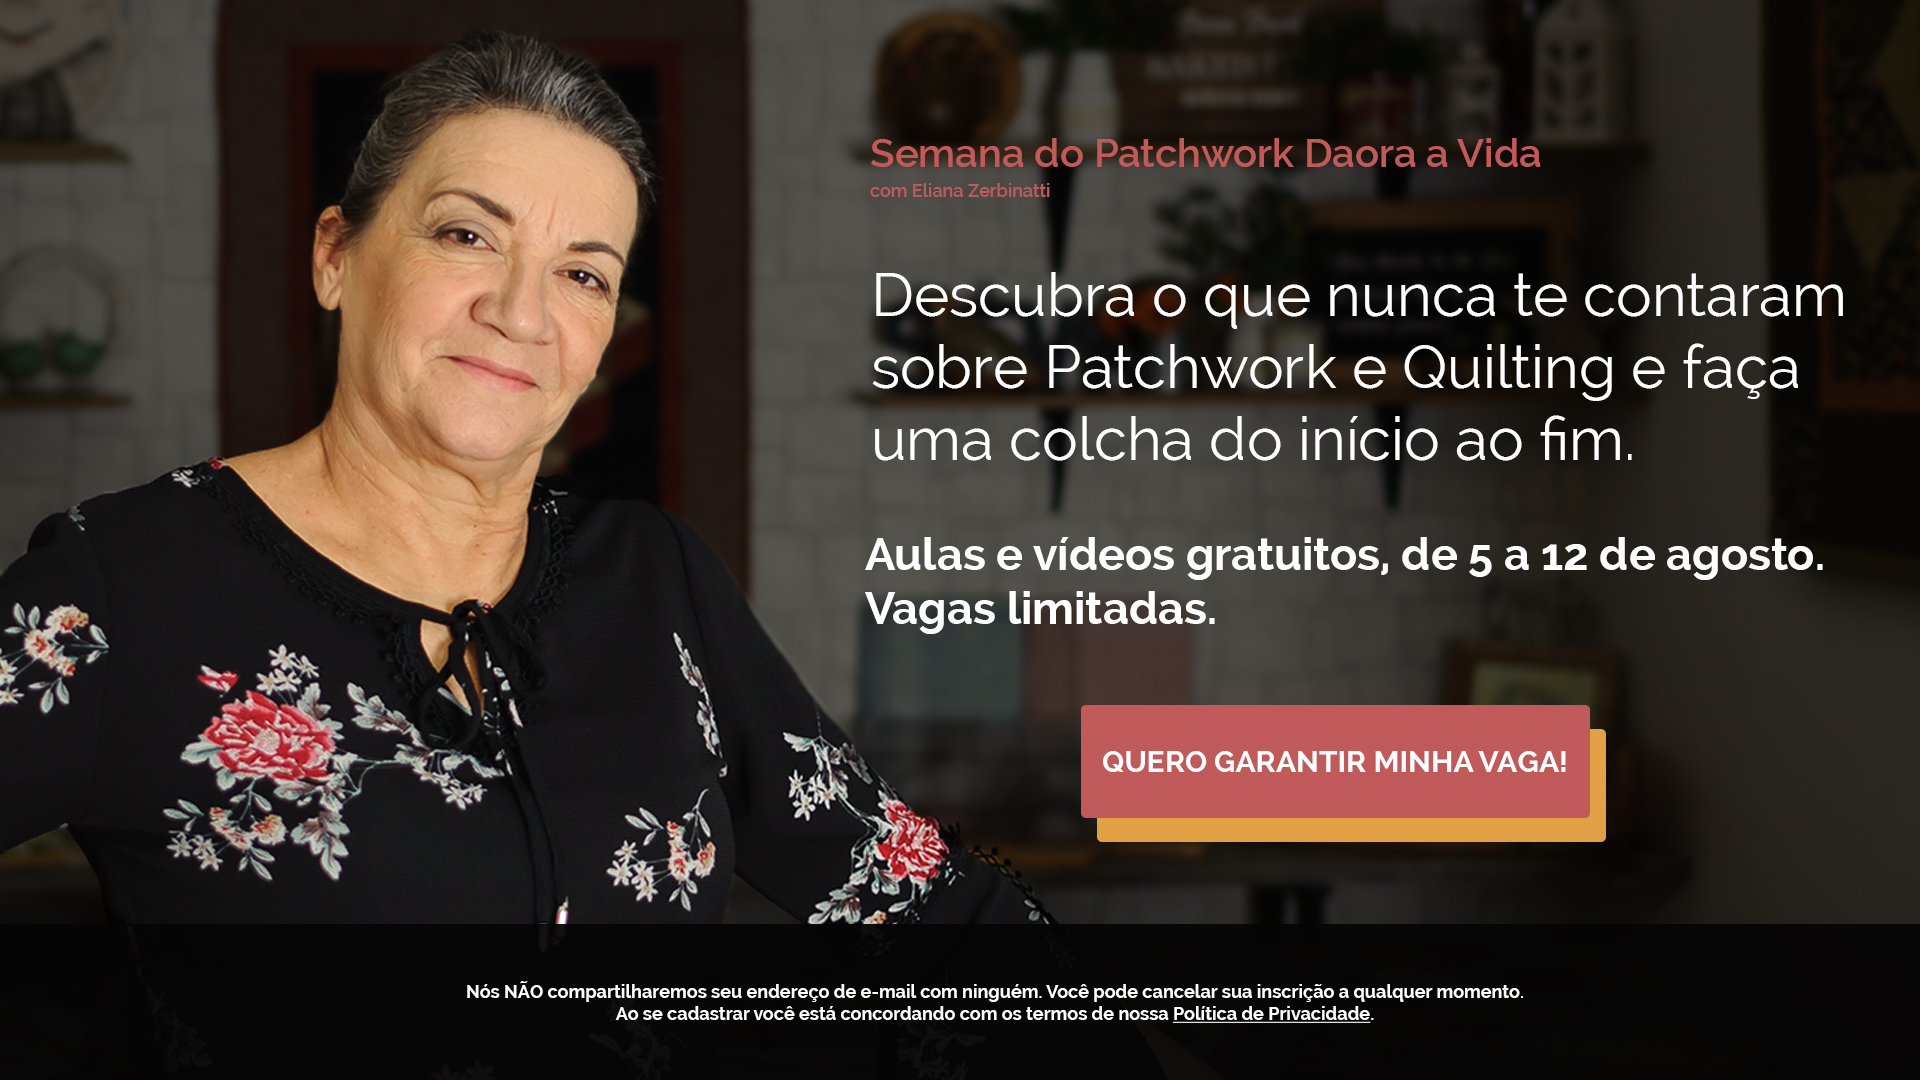 Semana do Patchwork Daora a Vida
com Eliana Zerbinatti
Descubra o que nunca te contaram
sobre Patchwork e Quilting e faça
uma colcha do início ao fim.
Aulas e vídeos gratuitos, de 5 a 12 de agosto.
Vagas limitadas.
QUERO GARANTIR MINHA VAGA!
Nós NÃO compartilharemos seu endereço de e-mail com ninguém. Você pode cancelar sua inscrição a qualquer momento.
Ao se cadastrar você está concordando com os termos de nossa Política de Privacidade.